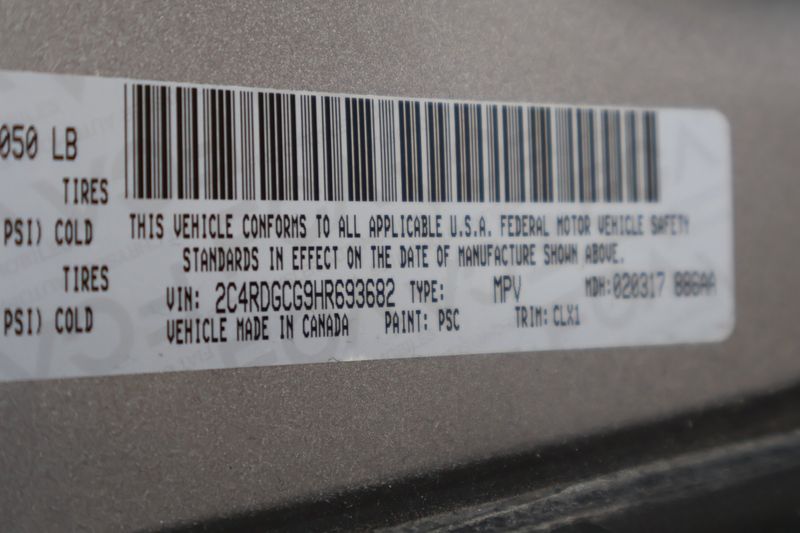 050 LB
TIRES
PSI) COLD
TIRES
PSI) COLD
THIS VEHICLE CONFORMS TO ALL APPLICABLE U.S.A. FEDERAL MOTOR VEHICLE SAFETY
STANDARDS IN EFFECT ON THE DATE OF MANUFACTURE SHOWN ABOVE.
VIN: 2C4RDGCG9HR693682 TYPE: MPV MDH: 020317
VEHICLE MADE IN CANADA PAINT: PSC TRIM: CLX1